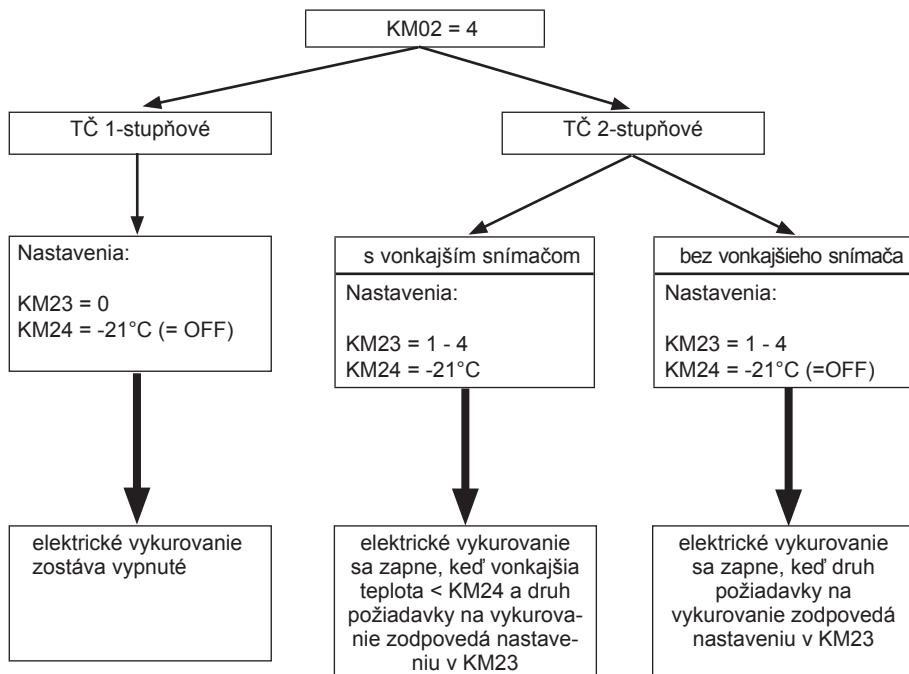 KM02 = 4
TČ 1-stupňové
TČ 2-stupňové
Nastavenia:
KM23 = 0
KM24 = -21°C (= OFF)
s vonkajším snímačom
Nastavenia:
KM23 = 1 - 4
KM24 = -21°C
bez vonkajšieho snímača
Nastavenia:
KM23 = 1 - 4
KM24 = -21°C (=OFF)
elektrické vykurovanie
zostáva vypnuté
elektrické vykurovanie
sa zapne, keď vonkajšia
teplota < KM24 a druh
požiadavky na vykurova-
nie zodpovedá nastave-
niu v KM23
elektrické vykurovanie
sa zapne, keď druh
požiadavky na
vykurovanie zodpovedá
nastaveniu v KM23